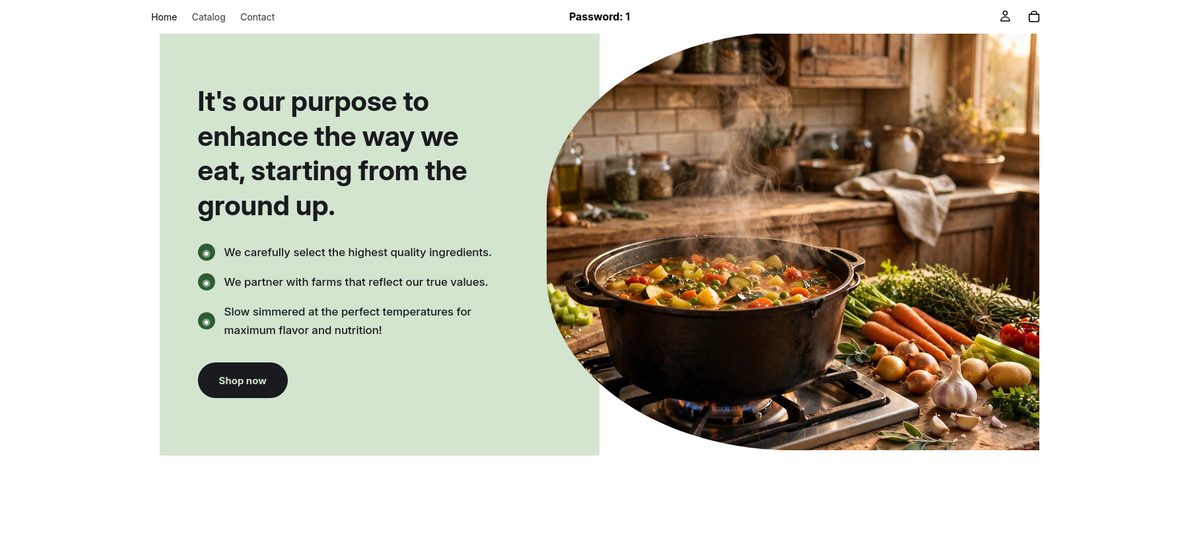 Home Catalog Contact
Password: 1
It's our purpose to
enhance the way we
eat, starting from the
ground up.
We carefully select the highest quality ingredients.
We partner with farms that reflect our true values.
Slow simmered at the perfect temperatures for
maximum flavor and nutrition!
Shop now